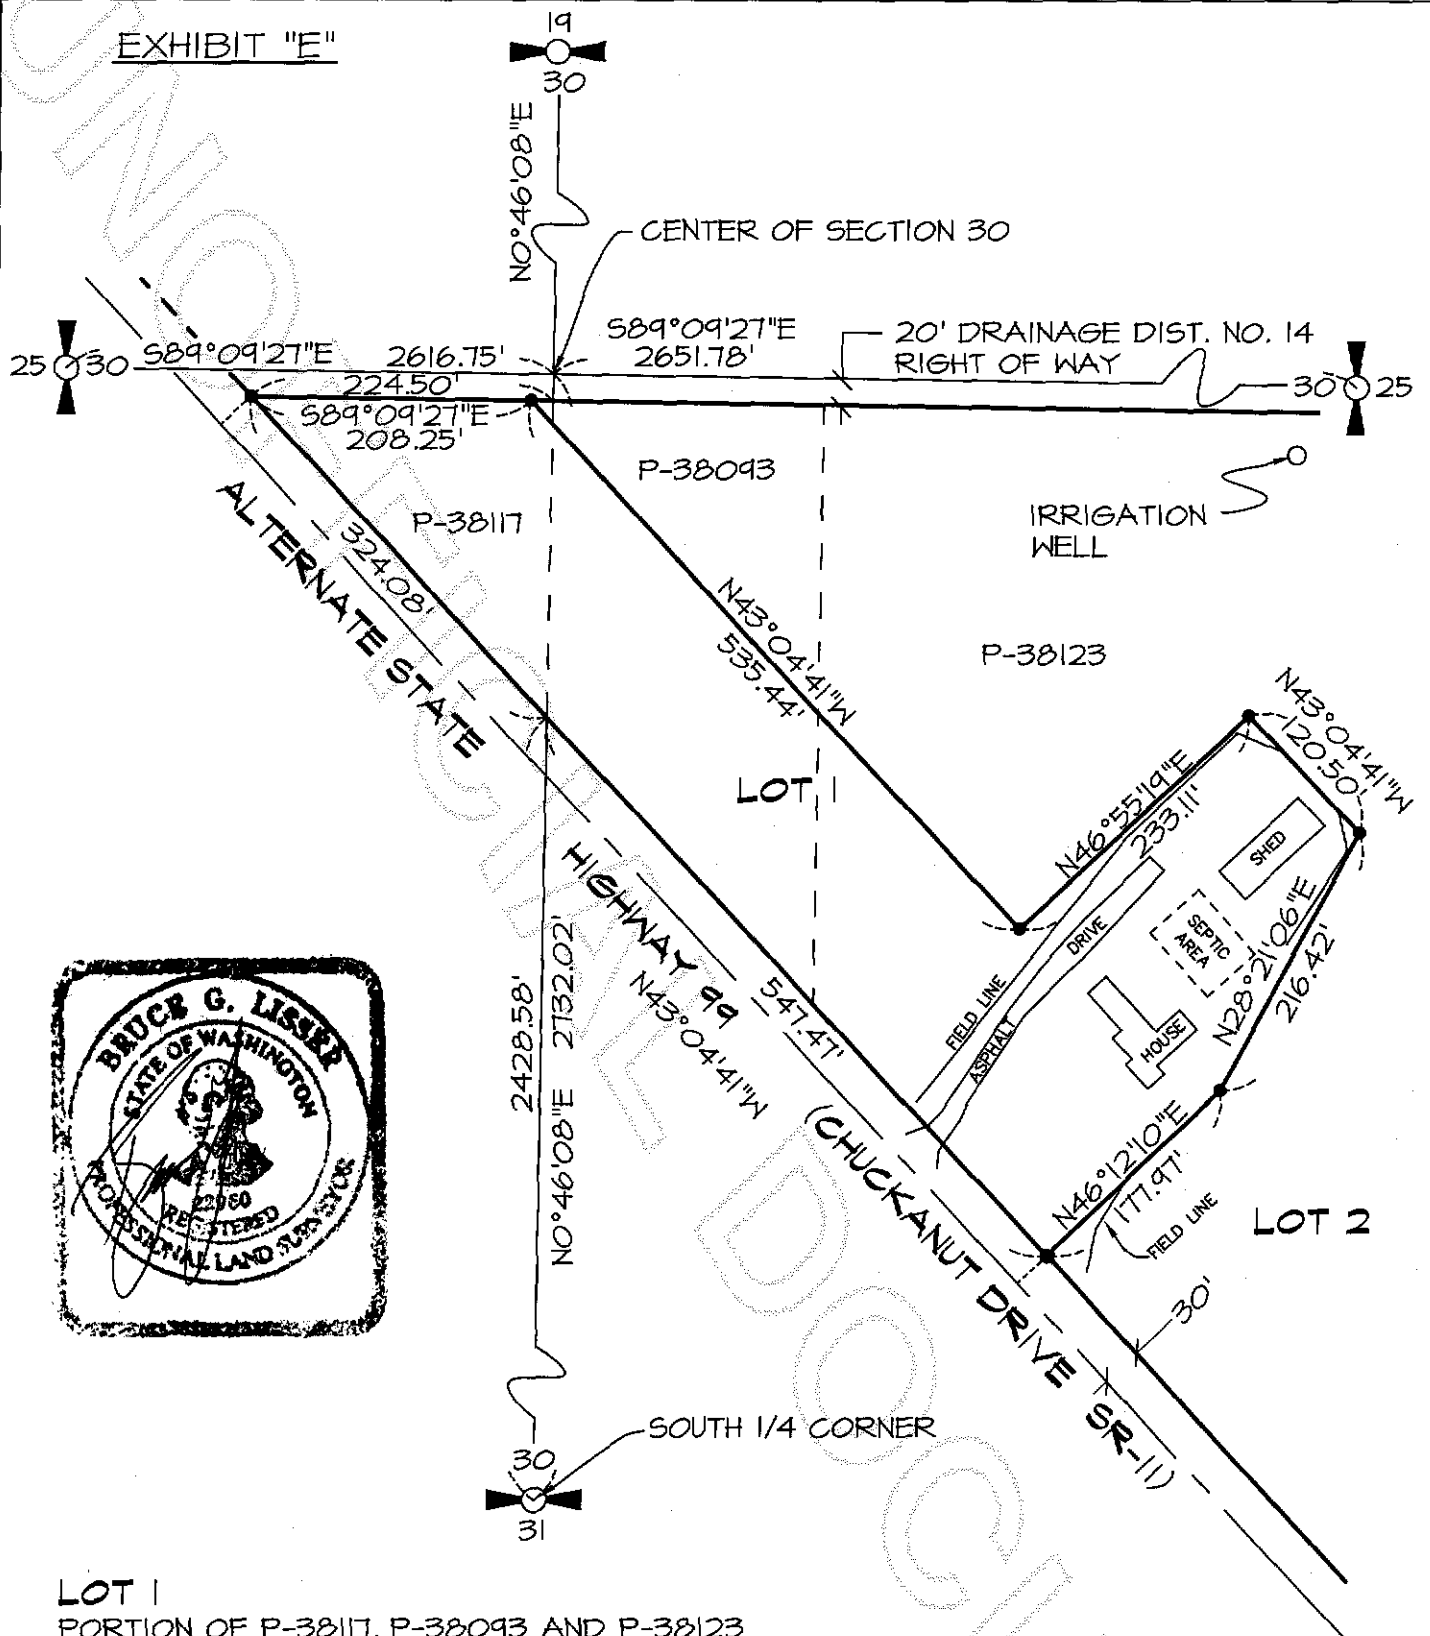 EXHIBIT "E"
19
30
N0°46'08"E
CENTER OF SECTION 30
S89°09'27"E
2651.78'
20' DRAINAGE DIST. NO. 14
RIGHT OF WAY
25
30
S89°09'27"E
2616.75'
224.50'
S89°09'27"E
208.25'
30
25
P-38093
P-38117
IRRIGATION
WELL
324.08'
ALTERNATE STATE
N43°04'41"W
535.44'
P-38123
N43°04'41"W
120.50'
LOT 1
N46°55'19"E
233.11'
SHED
DRIVE
SEPTIC
AREA
N28°21'06"E
216.42'
HIGHWAY 99
N43°04'41"W
547.47'
FIELD LINE
ASPHALT
HOUSE
2428.58'
N0°46'08"E 2732.02'
BRUCE G. LISSER
STATE OF WASHINGTON
22960
REGISTERED
PROFESSIONAL LAND SURVEYOR
(CHUCKANUT DRIVE SR-11)
N46°12'10"E
177.97'
FIELD LINE
LOT 2
30'
SOUTH 1/4 CORNER
30
31
LOT 1
PORTION OF P-38117, P-38093 AND P-38123
UNOFFICIAL DOCU